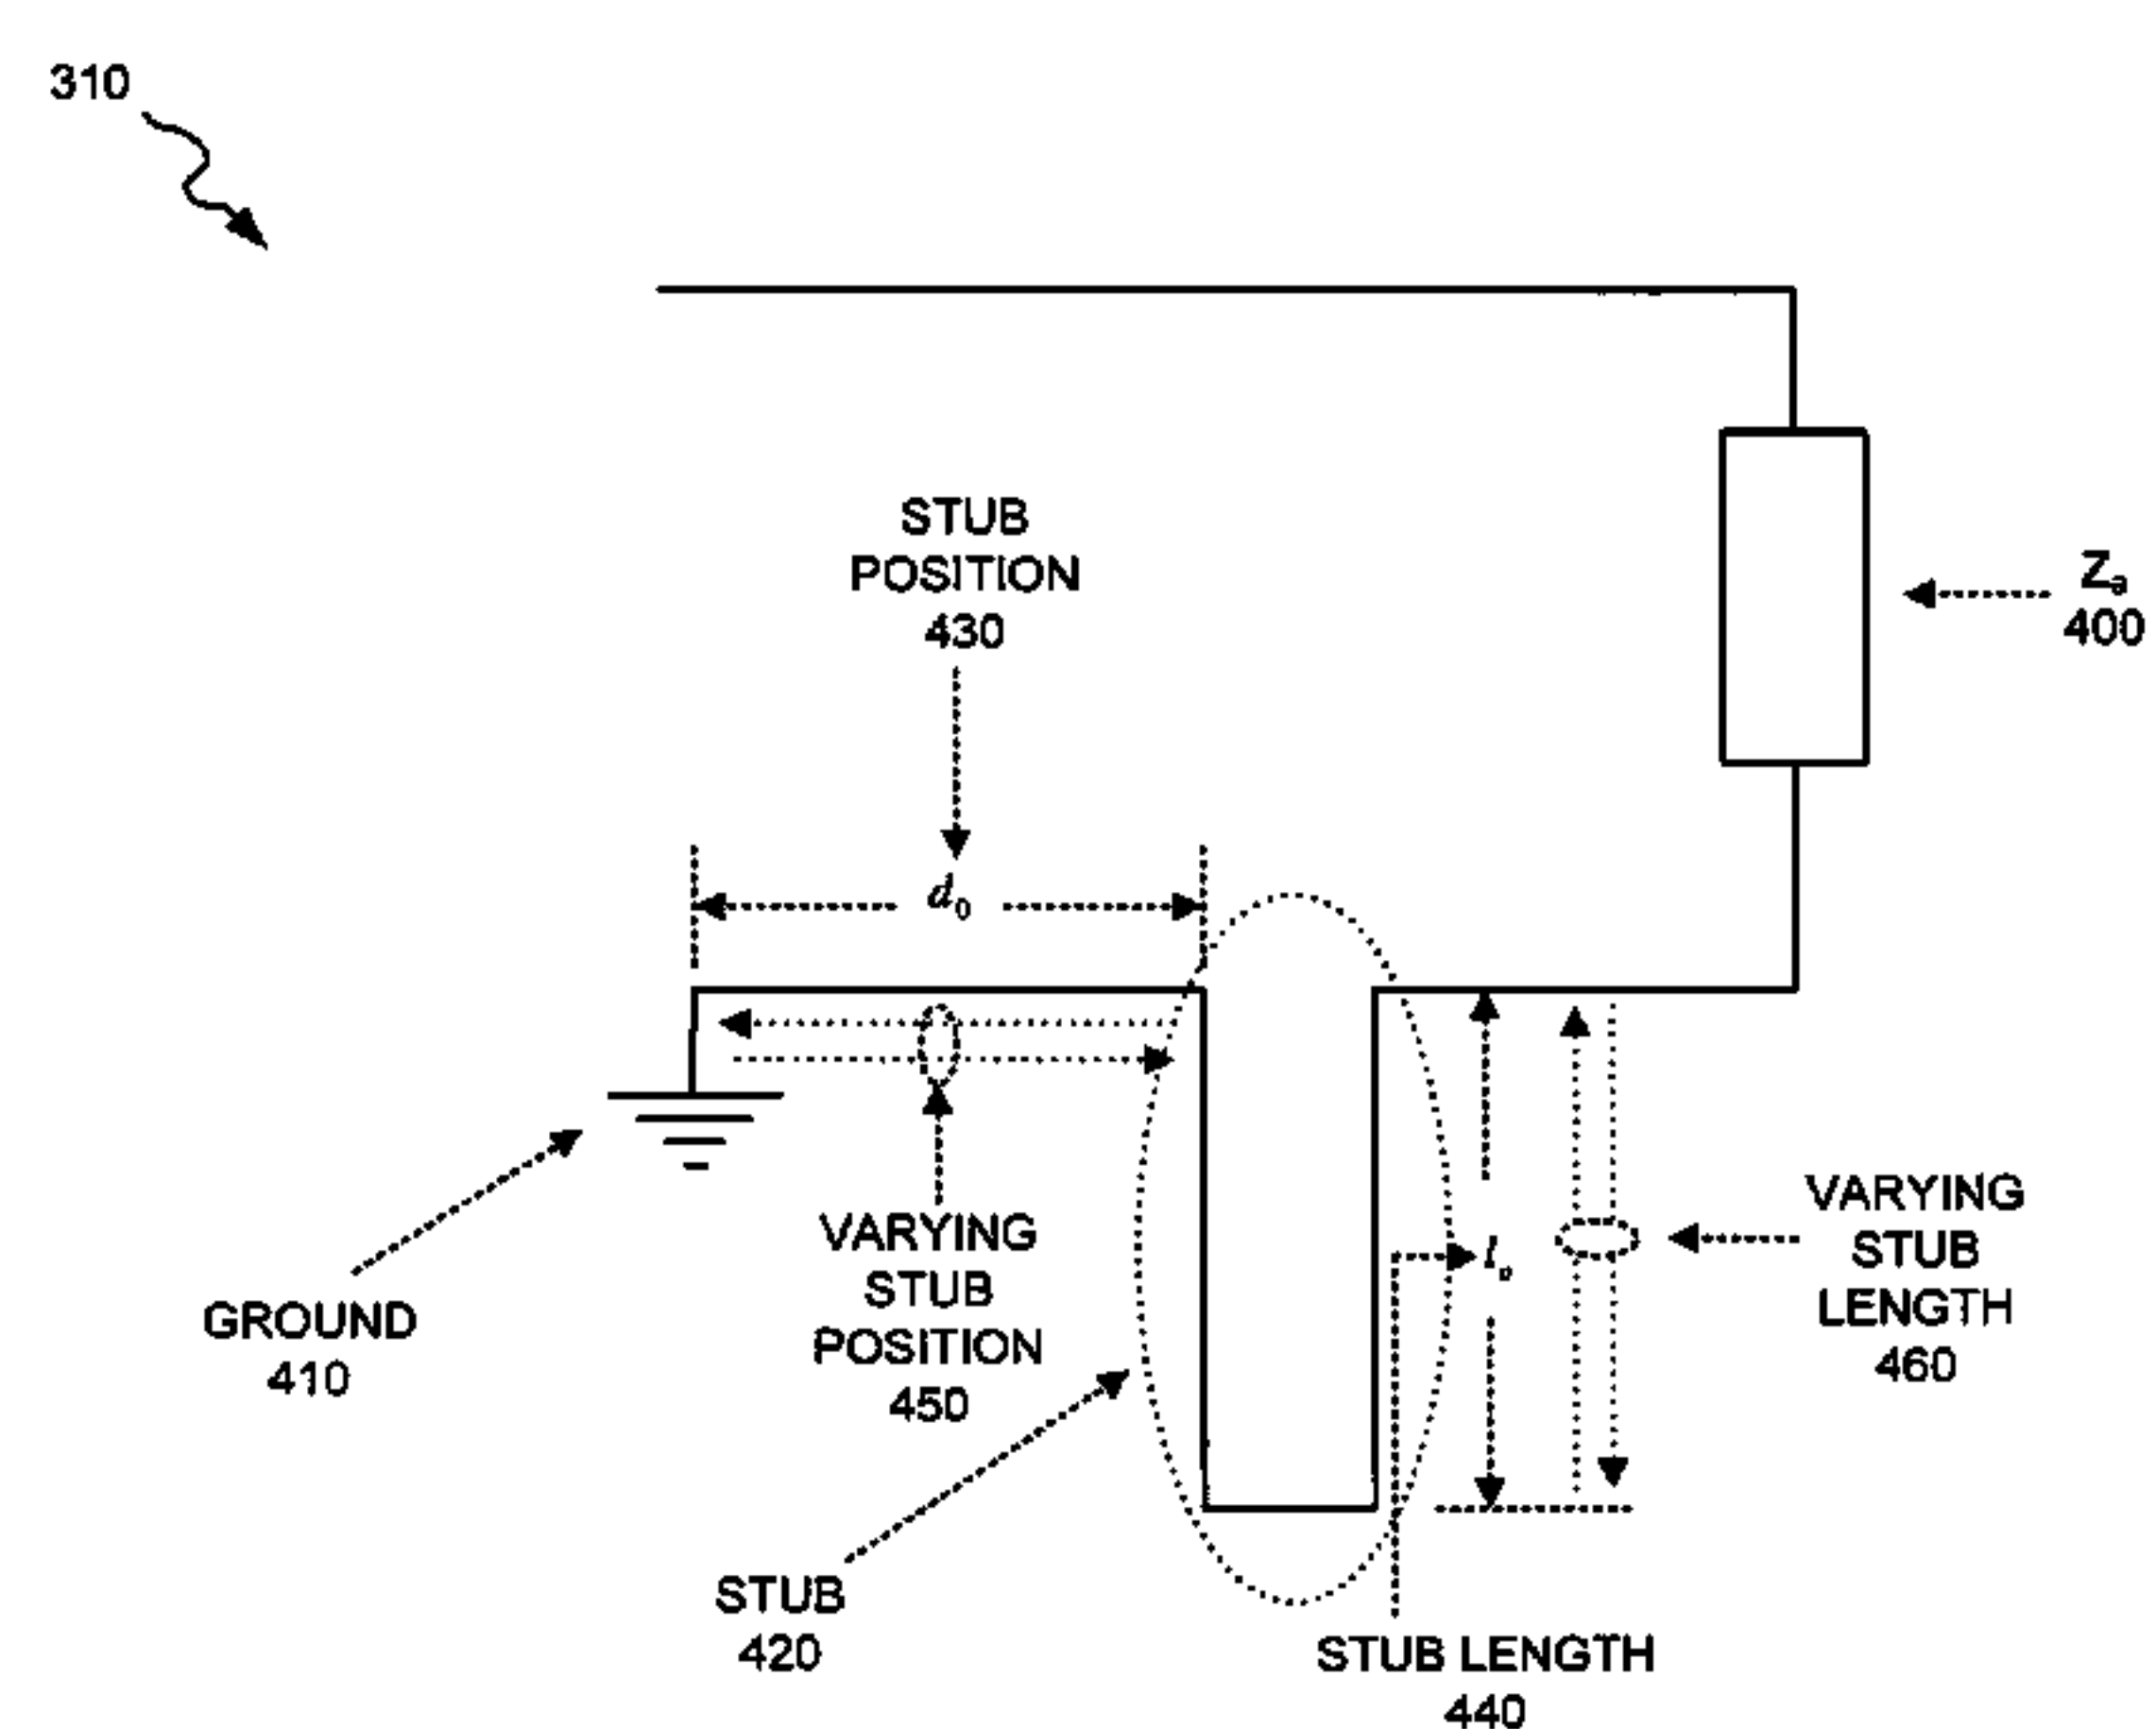 310
STUB
POSITION
430
Za
400
d0
VARYING
STUB
POSITION
450
VARYING
STUB
LENGTH
460
l0
GROUND
410
STUB
420
STUB LENGTH
440